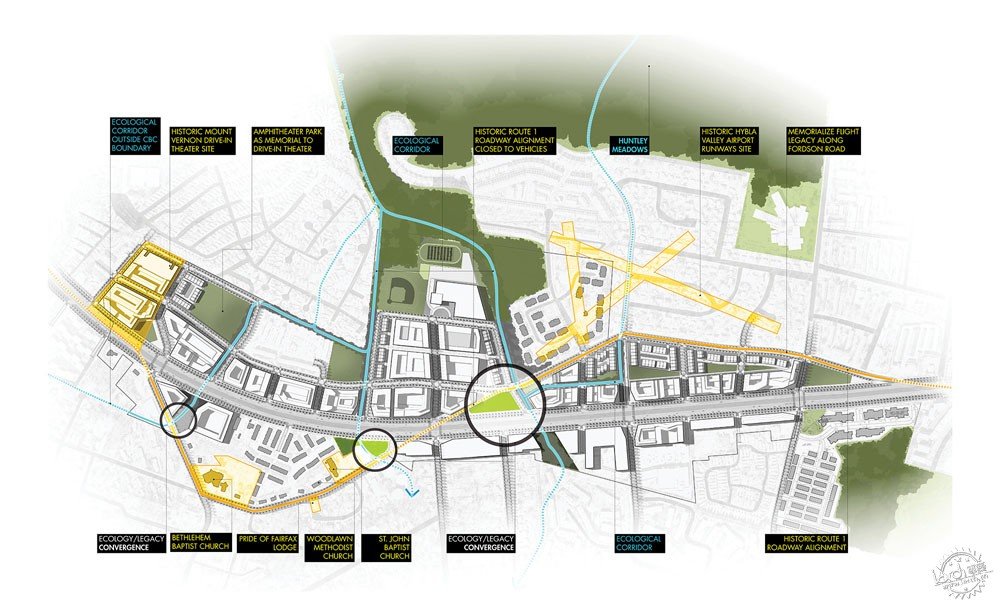 ECOLOGICAL
CORRIDOR
OUTSIDE CBC
BOUNDARY
HISTORIC MOUNT
VERNON DRIVE-IN
THEATER SITE
AMPHITHEATER PARK
AS MEMORIAL TO
DRIVE-IN THEATER
ECOLOGICAL
CORRIDOR
HISTORIC ROUTE 1
ROADWAY ALIGNMENT
CLOSED TO VEHICLES
HUNTLEY
MEADOWS
HISTORIC HYBLA
VALLEY AIRPORT
RUNWAYS SITE
MEMORIALIZE FLIGHT
LEGACY ALONG
FORDSON ROAD
ECOLOGY/LEGACY
CONVERGENCE
BETHLEHEM
BAPTIST CHURCH
PRIDE OF FAIRFAX
LODGE
WOODLAWN
METHODIST
CHURCH
ST. JOHN
BAPTIST
CHURCH
ECOLOGY/LEGACY
CONVERGENCE
ECOLOGICAL
CORRIDOR
HISTORIC ROUTE 1
ROADWAY ALIGNMENT